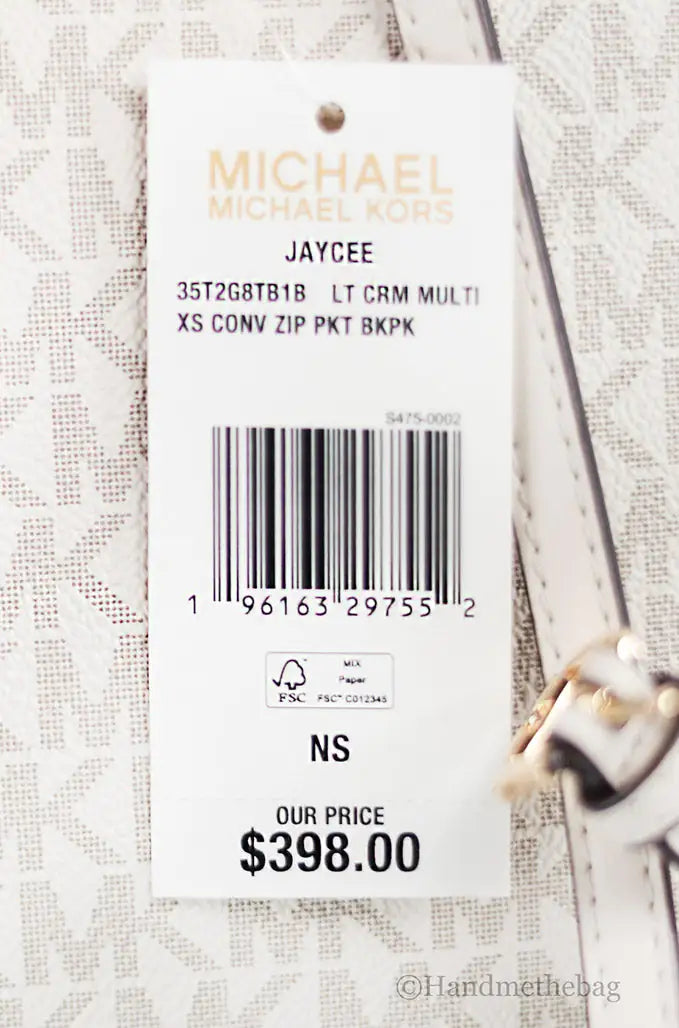 MICHAEL
MICHAEL KORS
JAYCEE
35T2G8TB1B LT CRM MULTI
XS CONV ZIP PKT BKPK
S475-0002
1 96163 29755 2
FSC
MIX
Paper
FSC™ C012345
NS
OUR PRICE
$398.00
©Handmethebag